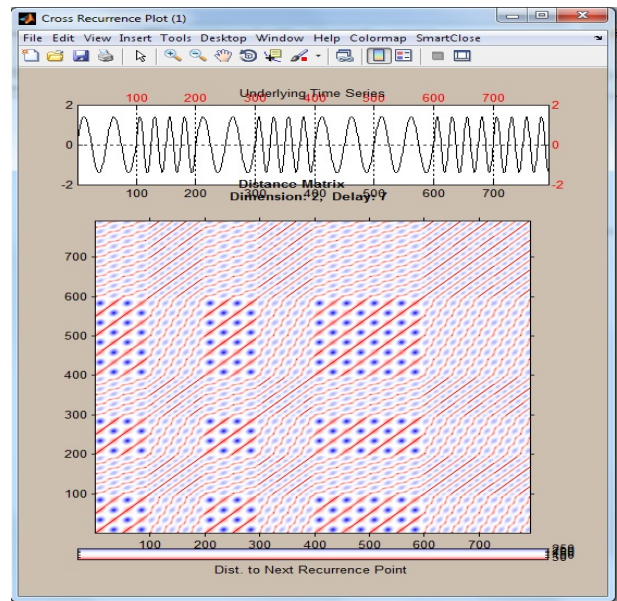 Cross Recurrence Plot (1)
File Edit View Insert Tools Desktop Window Help Colormap SmartClose
Underlying Time Series
100 200 300 400 500 600 700
2 2
0 0
-2 -2
100 200 300 400 500 600 700
Distance Matrix
Dimension: 2, Delay: 7
700
600
500
400
300
200
100
100 200 300 400 500 600 700
Dist. to Next Recurrence Point